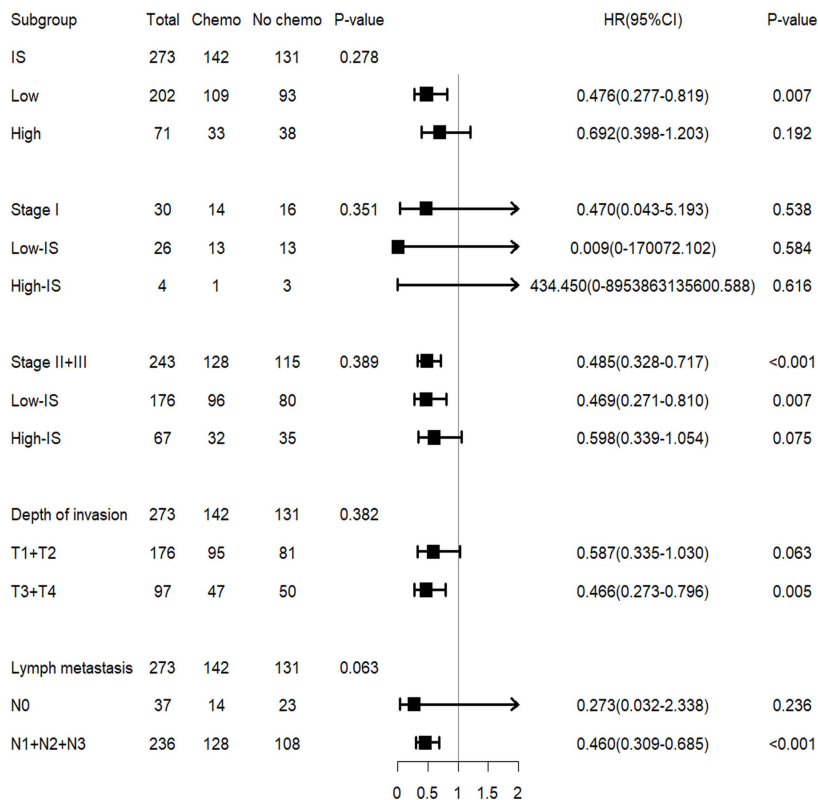 Subgroup Total Chemo No chemo P-value HR(95%CI) P-value
IS 273 142 131 0.278
Low 202 109 93 0.476(0.277-0.819) 0.007
High 71 33 38 0.692(0.398-1.203) 0.192
Stage I 30 14 16 0.351 0.470(0.043-5.193) 0.538
Low-IS 26 13 13 0.009(0-170072.102) 0.584
High-IS 4 1 3 434.450(0-8953863135600.588) 0.616
Stage II+III 243 128 115 0.389 0.485(0.328-0.717) <0.001
Low-IS 176 96 80 0.469(0.271-0.810) 0.007
High-IS 67 32 35 0.598(0.339-1.054) 0.075
Depth of invasion 273 142 131 0.382
T1+T2 176 95 81 0.587(0.335-1.030) 0.063
T3+T4 97 47 50 0.466(0.273-0.796) 0.005
Lymph metastasis 273 142 131 0.063
N0 37 14 23 0.273(0.032-2.338) 0.236
N1+N2+N3 236 128 108 0.460(0.309-0.685) <0.001
0 0.5 1 1.5 2